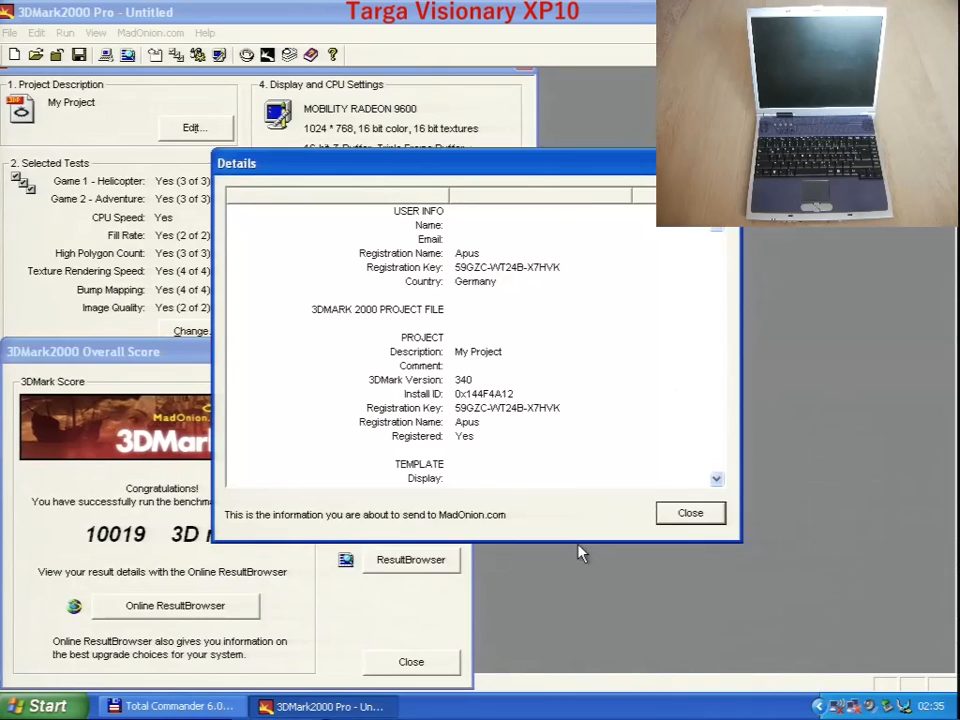 3DMark2000 Pro - Untitled
Targa Visionary XP10
File Edit Run View MadOnion.com Help
1. Project Description
My Project
Edit...
4. Display and CPU Settings
MOBILITY RADEON 9600
1024 * 768, 16 bit color, 16 bit textures
16 bit Z-Buffer, Triple Frame Buffer
2. Selected Tests
Game 1 - Helicopter: Yes (3 of 3)
Game 2 - Adventure: Yes (3 of 3)
CPU Speed: Yes
Fill Rate: Yes (2 of 2)
High Polygon Count: Yes (3 of 3)
Texture Rendering Speed: Yes (4 of 4)
Bump Mapping: Yes (4 of 4)
Image Quality: Yes (2 of 2)
Change.
Details
USER INFO
Name:
Email:
Registration Name: Apus
Registration Key: 59GZC-WT24B-X7HVK
Country: Germany
3DMARK 2000 PROJECT FILE
PROJECT
Description: My Project
Comment:
3DMark Version: 340
Install ID: 0x144F4A12
Registration Key: 59GZC-WT24B-X7HVK
Registration Name: Apus
Registered: Yes
TEMPLATE
Display:
This is the information you are about to send to MadOnion.com
Close
3DMark2000 Overall Score
3DMark Score
MadOnion
3DMar
Congratulations!
You have successfully run the benchma
10019 3D
View your result details with the Online ResultBrowser
Online ResultBrowser
Online ResultBrowser also gives you information on
the best upgrade choices for your system.
ResultBrowser
Close
Start
Total Commander 6.0...
3DMark2000 Pro - Un...
02:35